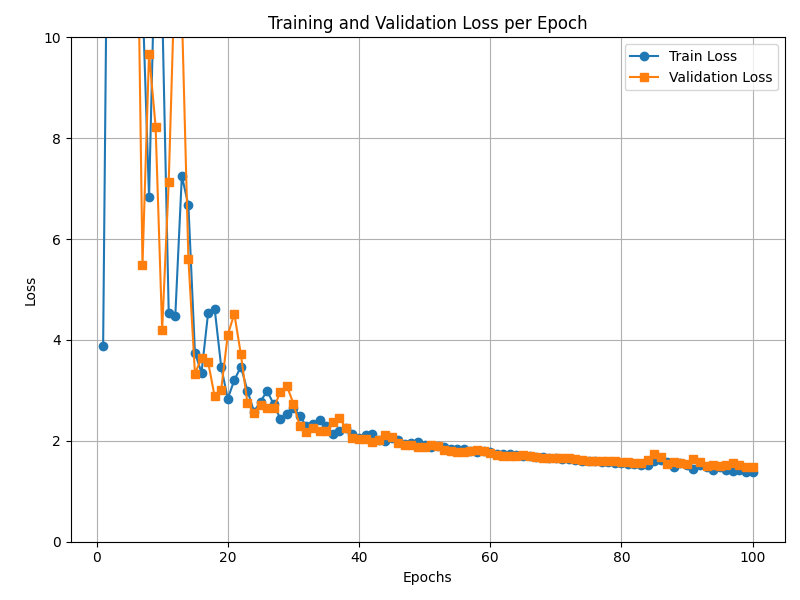 Training and Validation Loss per Epoch
Train Loss
Validation Loss
Loss
10
8
6
4
2
0
0 20 40 60 80 100
Epochs